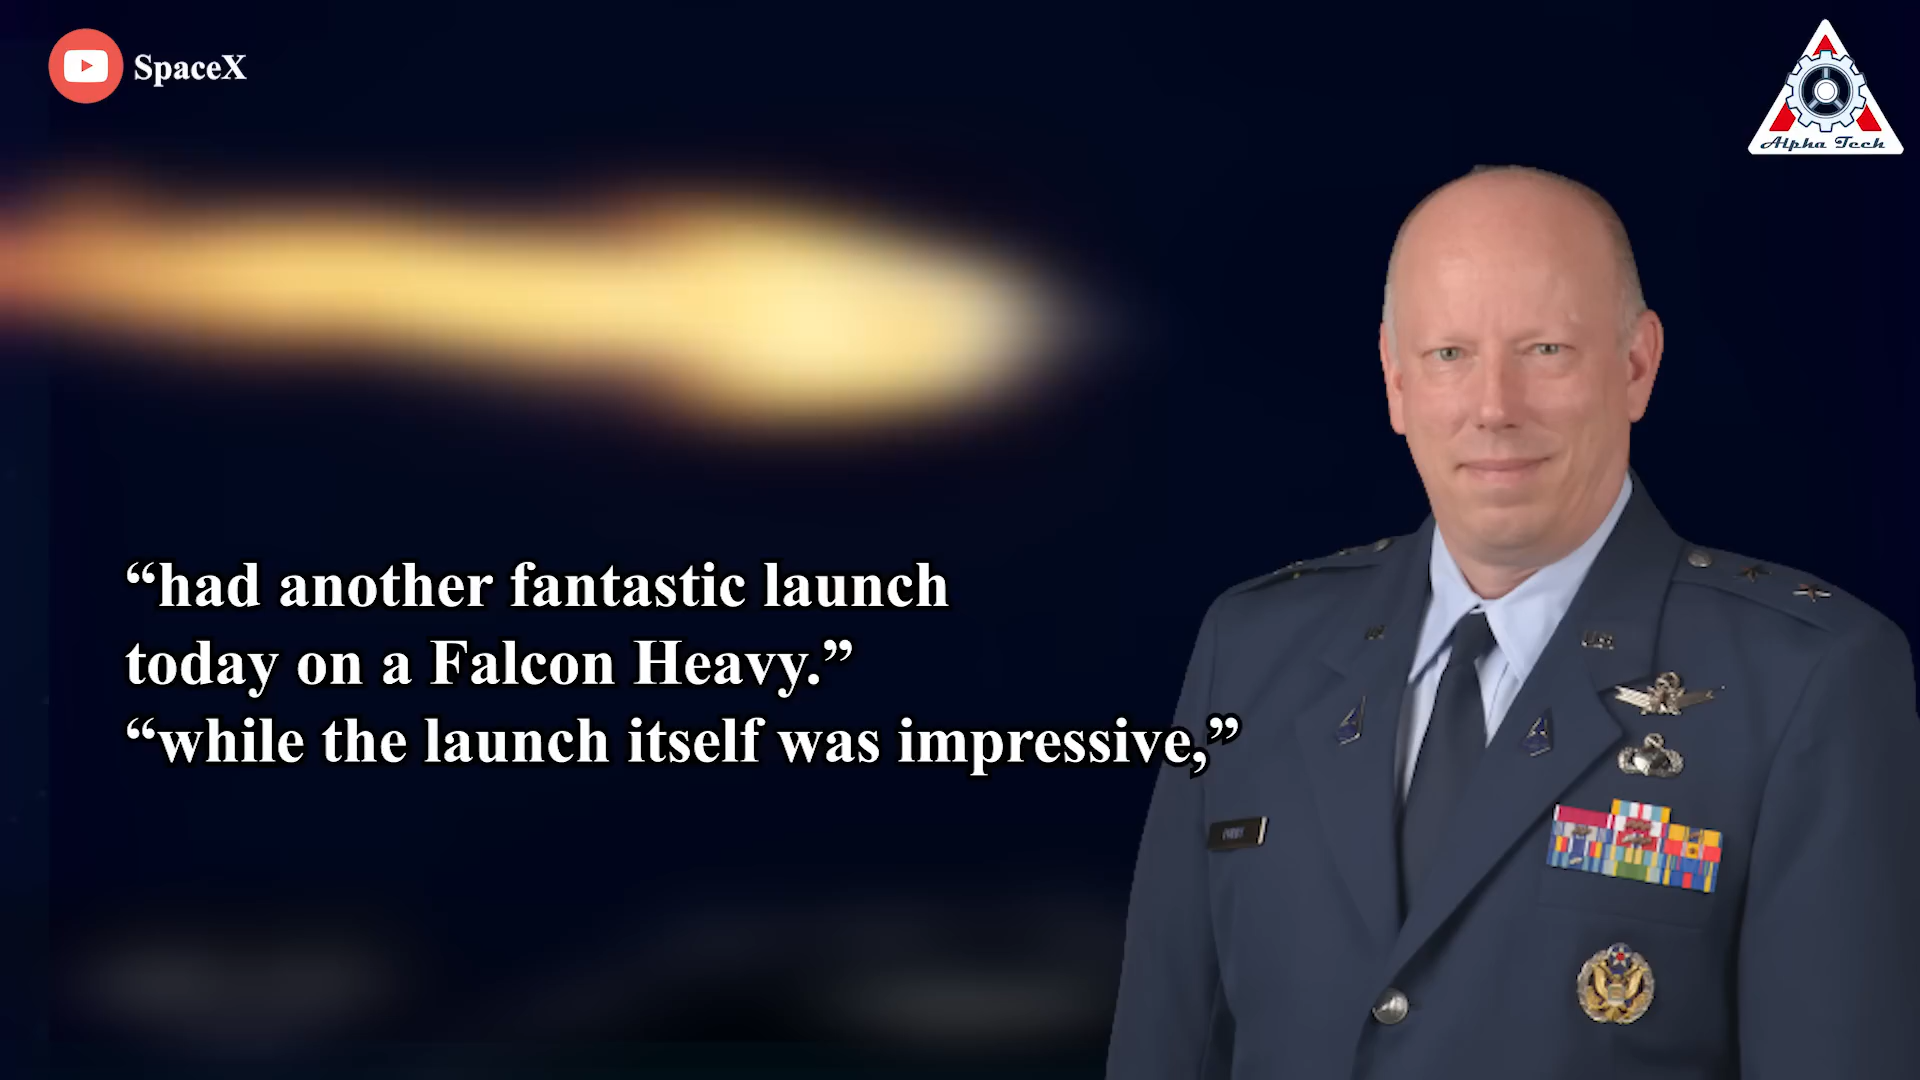 SpaceX
Alpha Tech
“had another fantastic launch
today on a Falcon Heavy.”
“while the launch itself was impressive,”
U.S.